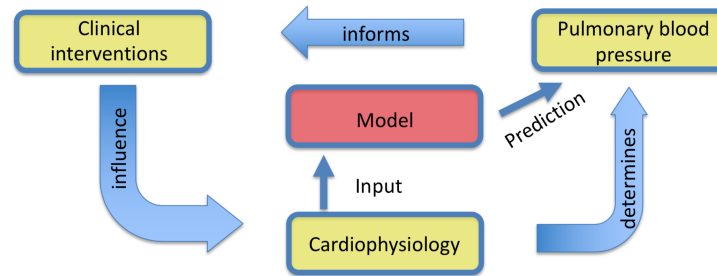 Clinical
interventions
informs
Pulmonary blood
pressure
Model
Prediction
influence
Input
determines
Cardiophysiology